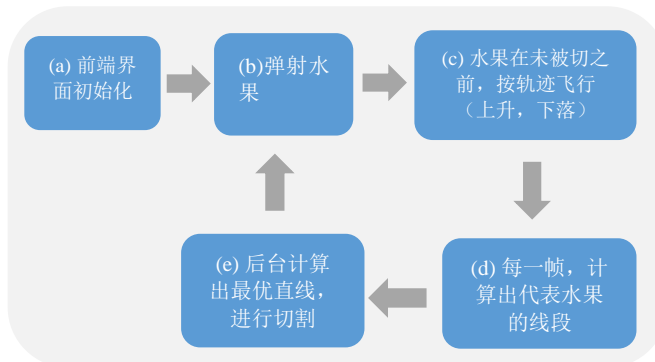 (a) 前端界
面初始化
(b)弹射水
果
(c) 水果在未被切之
前，按轨迹飞行
（上升，下落）
(d) 每一帧，计
算出代表水果
的线段
(e) 后台计算
出最优直线，
进行切割